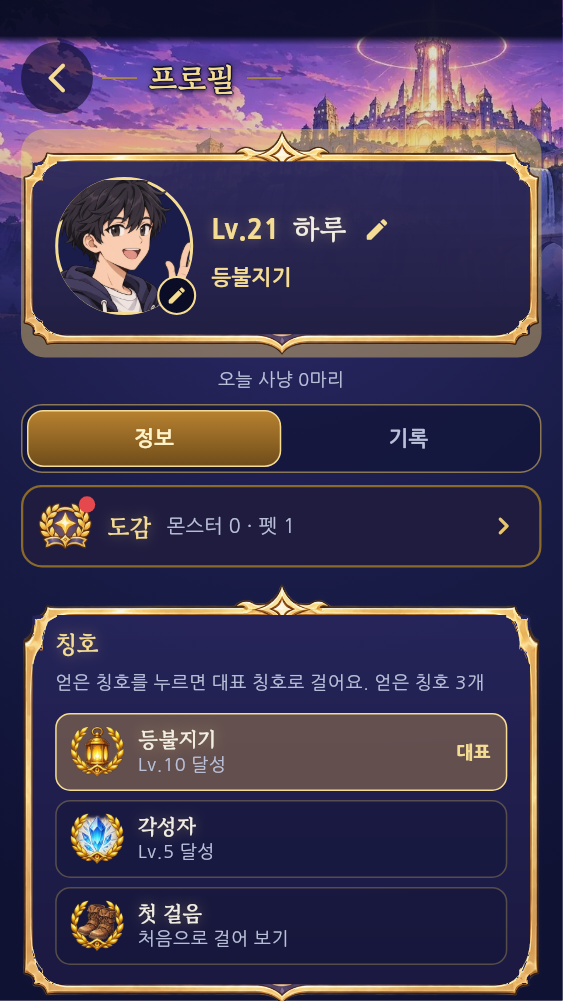 프로필
Lv.21 하루
등불지기
오늘 사냥 0마리
정보 기록
도감 몬스터 0 · 펫 1
칭호
얻은 칭호를 누르면 대표 칭호로 걸어요. 얻은 칭호 3개
등불지기
대표
Lv.10 달성
각성자
Lv.5 달성
첫 걸음
처음으로 걸어 보기